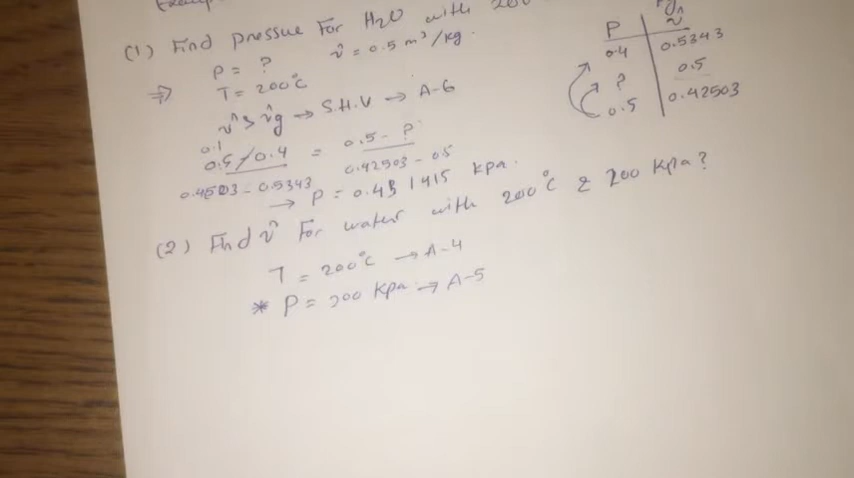 (1) Find pressue For H2O with 200
P = ?  v̂ = 0.5 m³/kg.
⇒ T = 200°C
v̂ > v̂g → S.H.V → A-6
0.1
0.5 - 0.4 = 0.5 - ?
0.4503 - 0.5343  0.42503 - 0.5
→ P = 0.431415 kpa.
P  v̂
0.4  0.5343
?  0.5
0.5  0.42503
(2) Find v̂ For water with 200°C & 200 kpa?
T = 200°C → A-4
* P = 200 kpa. → A-5